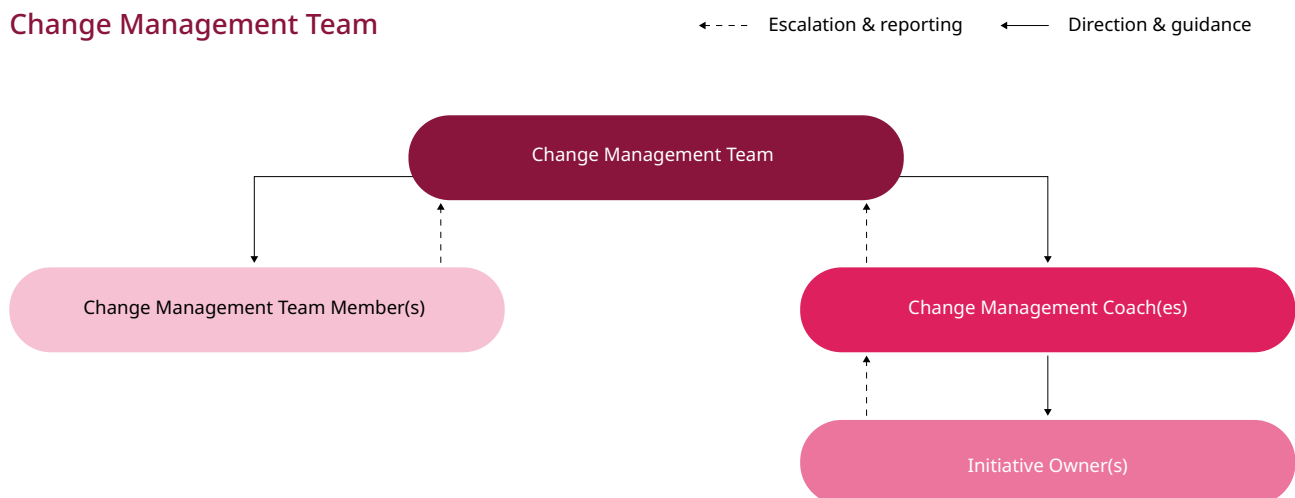 Change Management Team
Escalation & reporting
Direction & guidance
Change Management Team
Change Management Team Member(s)
Change Management Coach(es)
Initiative Owner(s)